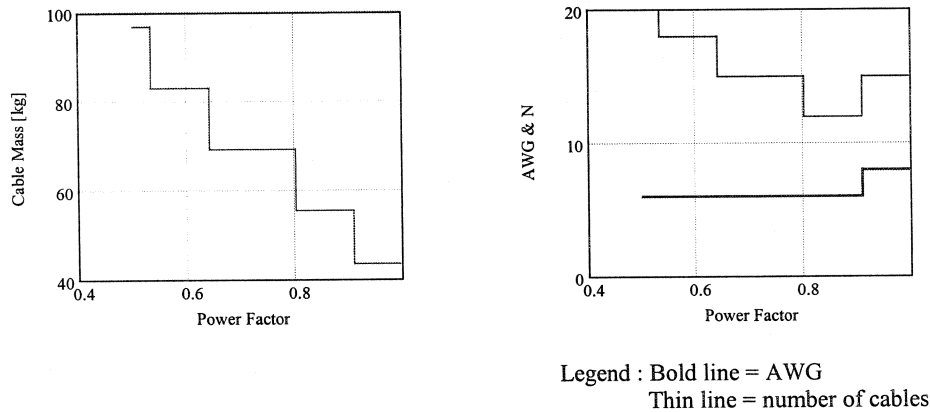 100
80
60
40
0.4
0.6
0.8
Cable Mass [kg]
Power Factor
20
10
0
0.4
0.6
0.8
AWG & N
Power Factor
Legend : Bold line = AWG
Thin line = number of cables